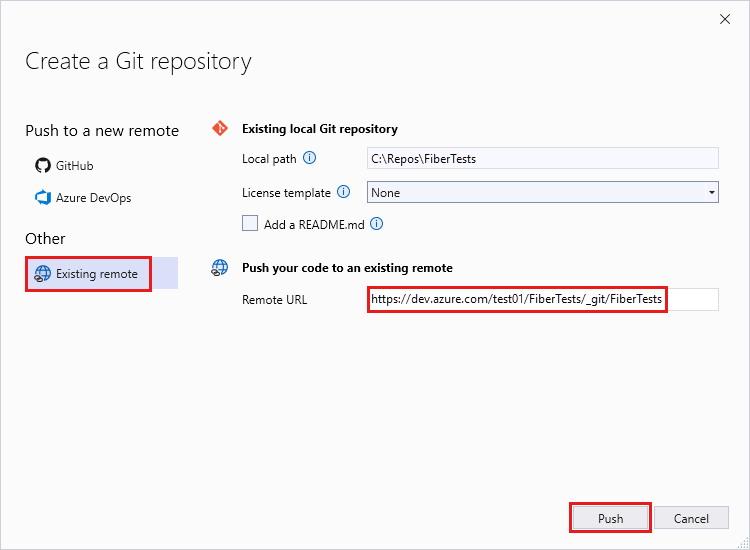 Create a Git repository
Push to a new remote
GitHub
Azure DevOps
Other
Existing remote
Existing local Git repository
Local path
C:\Repos\FiberTests
License template
None
Add a README.md
Push your code to an existing remote
Remote URL
https://dev.azure.com/test01/FiberTests/_git/FiberTests
Push
Cancel